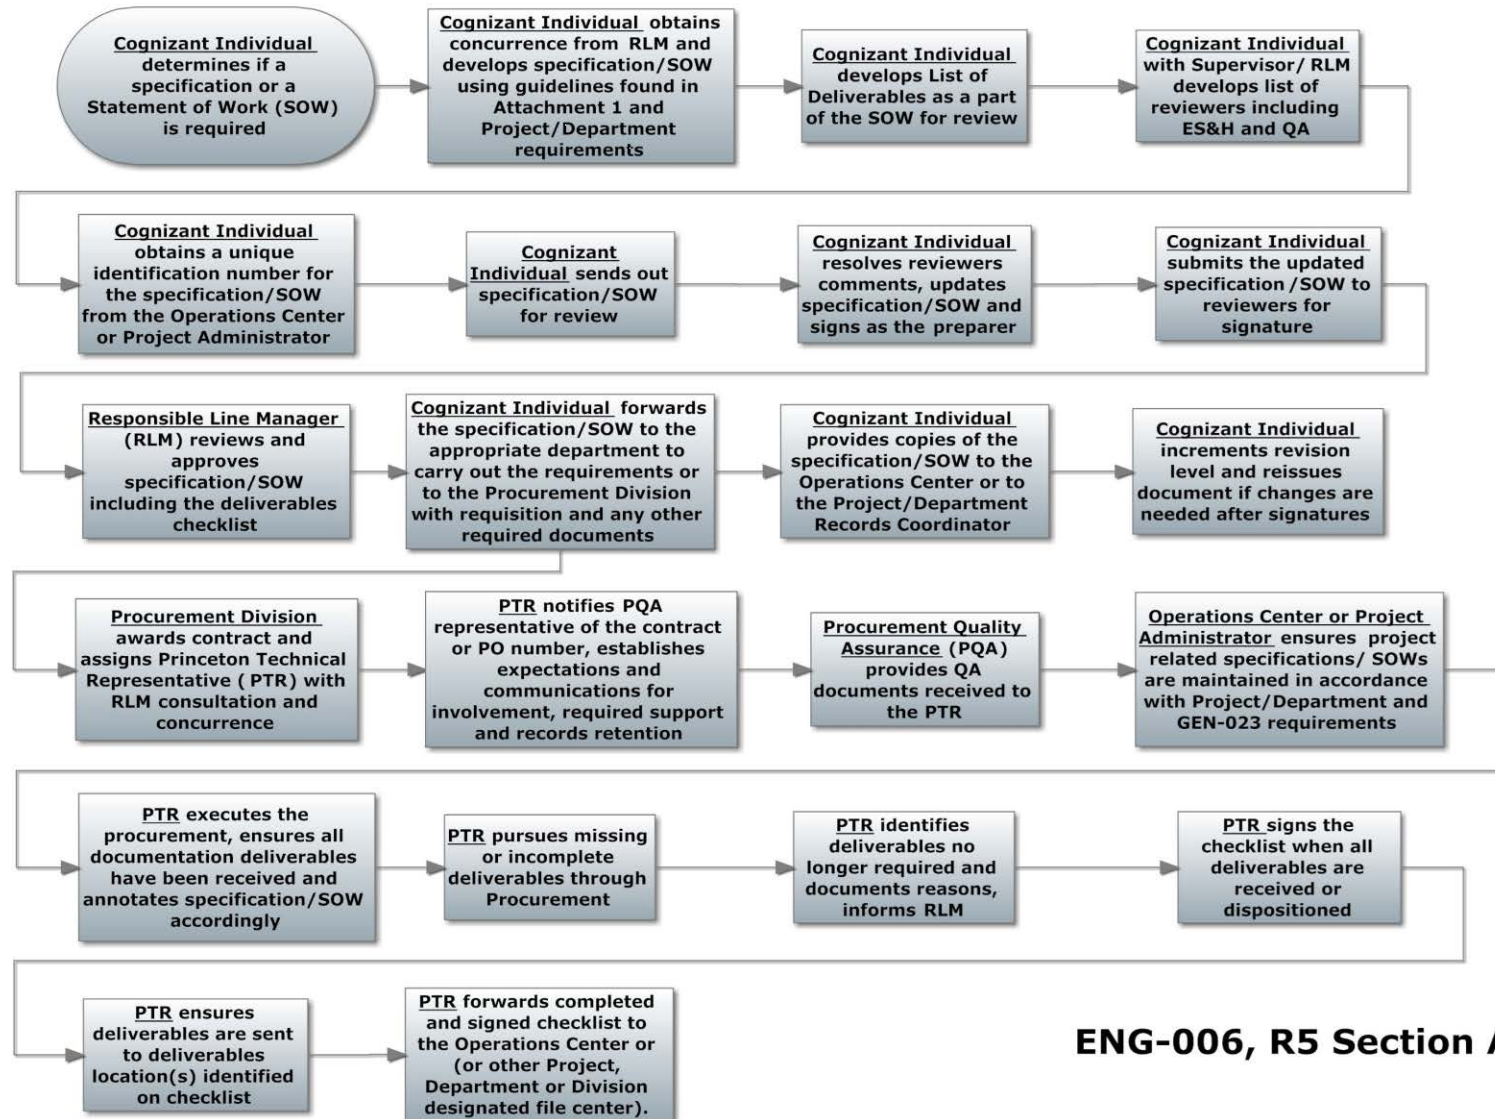 Cognizant Individual
determines if a
specification or a
Statement of Work (SOW)
is required
Cognizant Individual obtains
concurrence from RLM and
develops specification/SOW
using guidelines found in
Attachment 1 and
Project/Department
requirements
Cognizant Individual
develops List of
Deliverables as a part
of the SOW for review
Cognizant Individual
with Supervisor/ RLM
develops list of
reviewers including
ES&H and QA
Cognizant Individual
obtains a unique
identification number for
the specification/SOW
from the Operations Center
or Project Administrator
Cognizant
Individual sends out
specification/SOW
for review
Cognizant Individual
resolves reviewers
comments, updates
specification/SOW and
signs as the preparer
Cognizant Individual
submits the updated
specification /SOW to
reviewers for
signature
Responsible Line Manager
(RLM) reviews and
approves
specification/SOW
including the deliverables
checklist
Cognizant Individual forwards
the specification/SOW to the
appropriate department to
carry out the requirements or
to the Procurement Division
with requisition and any other
required documents
Cognizant Individual
provides copies of the
specification/SOW to the
Operations Center or to
the Project/Department
Records Coordinator
Cognizant Individual
increments revision
level and reissues
document if changes are
needed after signatures
Procurement Division
awards contract and
assigns Princeton Technical
Representative (PTR) with
RLM consultation and
concurrence
PTR notifies PQA
representative of the contract
or PO number, establishes
expectations and
communications for
involvement, required support
and records retention
Procurement Quality
Assurance (PQA)
provides QA
documents received to
the PTR
Operations Center or Project
Administrator ensures project
related specifications/ SOWs
are maintained in accordance
with Project/Department and
GEN-023 requirements
PTR executes the
procurement, ensures all
documentation deliverables
have been received and
annotates specification/SOW
accordingly
PTR pursues missing
or incomplete
deliverables through
Procurement
PTR identifies
deliverables no
longer required and
documents reasons,
informs RLM
PTR signs the
checklist when all
deliverables are
received or
dispositioned
PTR ensures
deliverables are sent
to deliverables
location(s) identified
on checklist
PTR forwards completed
and signed checklist to
the Operations Center or
(or other Project,
Department or Division
designated file center).
ENG-006, R5 Section A